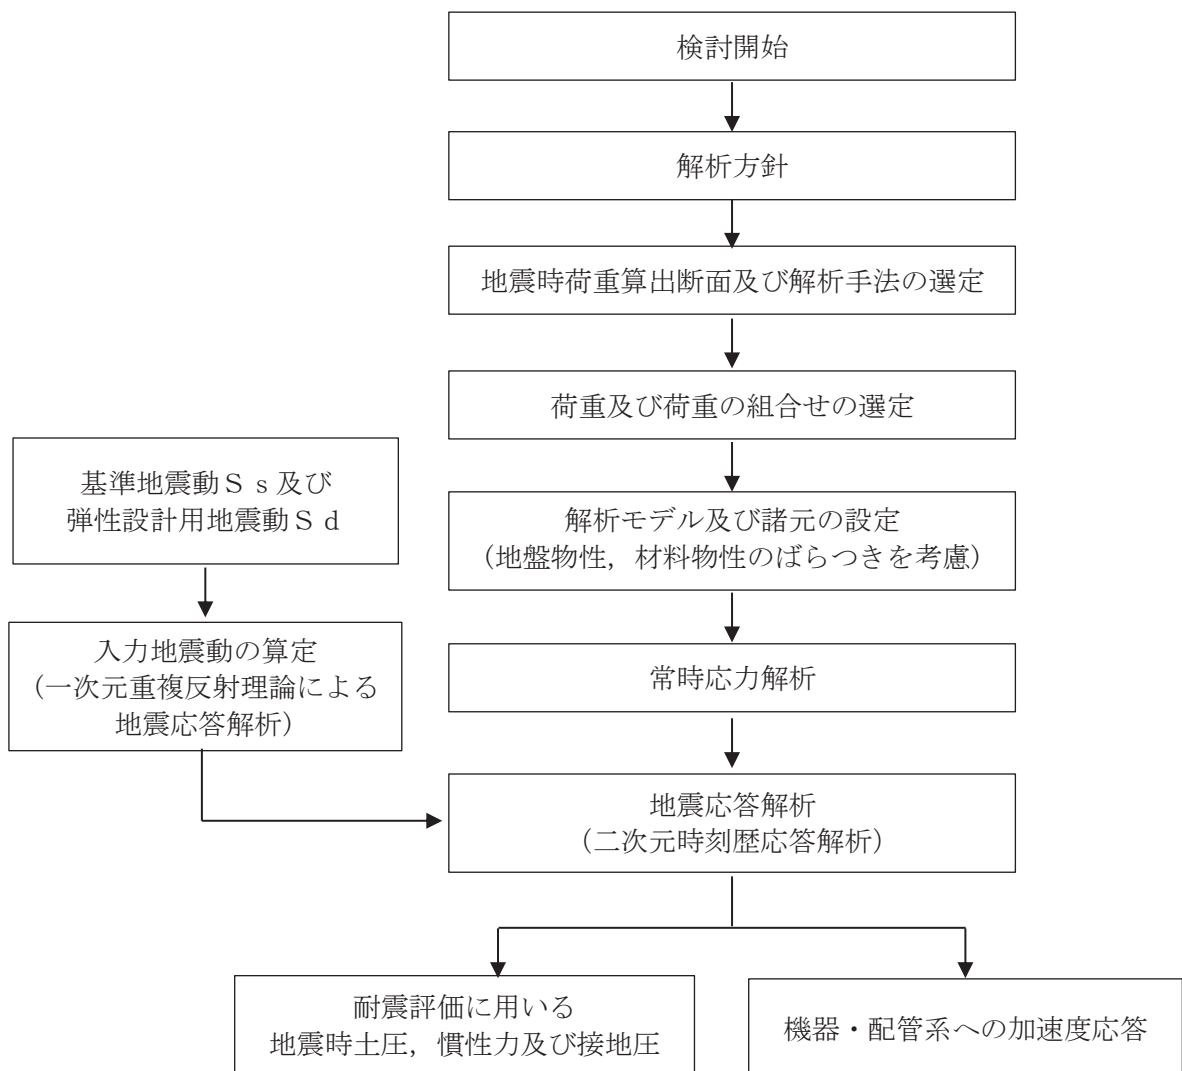 検討開始
解析方針
地震時荷重算出断面及び解析手法の選定
荷重及び荷重の組合せの選定
基準地震動Ｓｓ及び
弾性設計用地震動Ｓｄ
解析モデル及び諸元の設定
（地盤物性，材料物性のばらつきを考慮）
入力地震動の算定
（一次元重複反射理論による
地震応答解析）
常時応力解析
地震応答解析
（二次元時刻歴応答解析）
耐震評価に用いる
地震時土圧，慣性力及び接地圧
機器・配管系への加速度応答